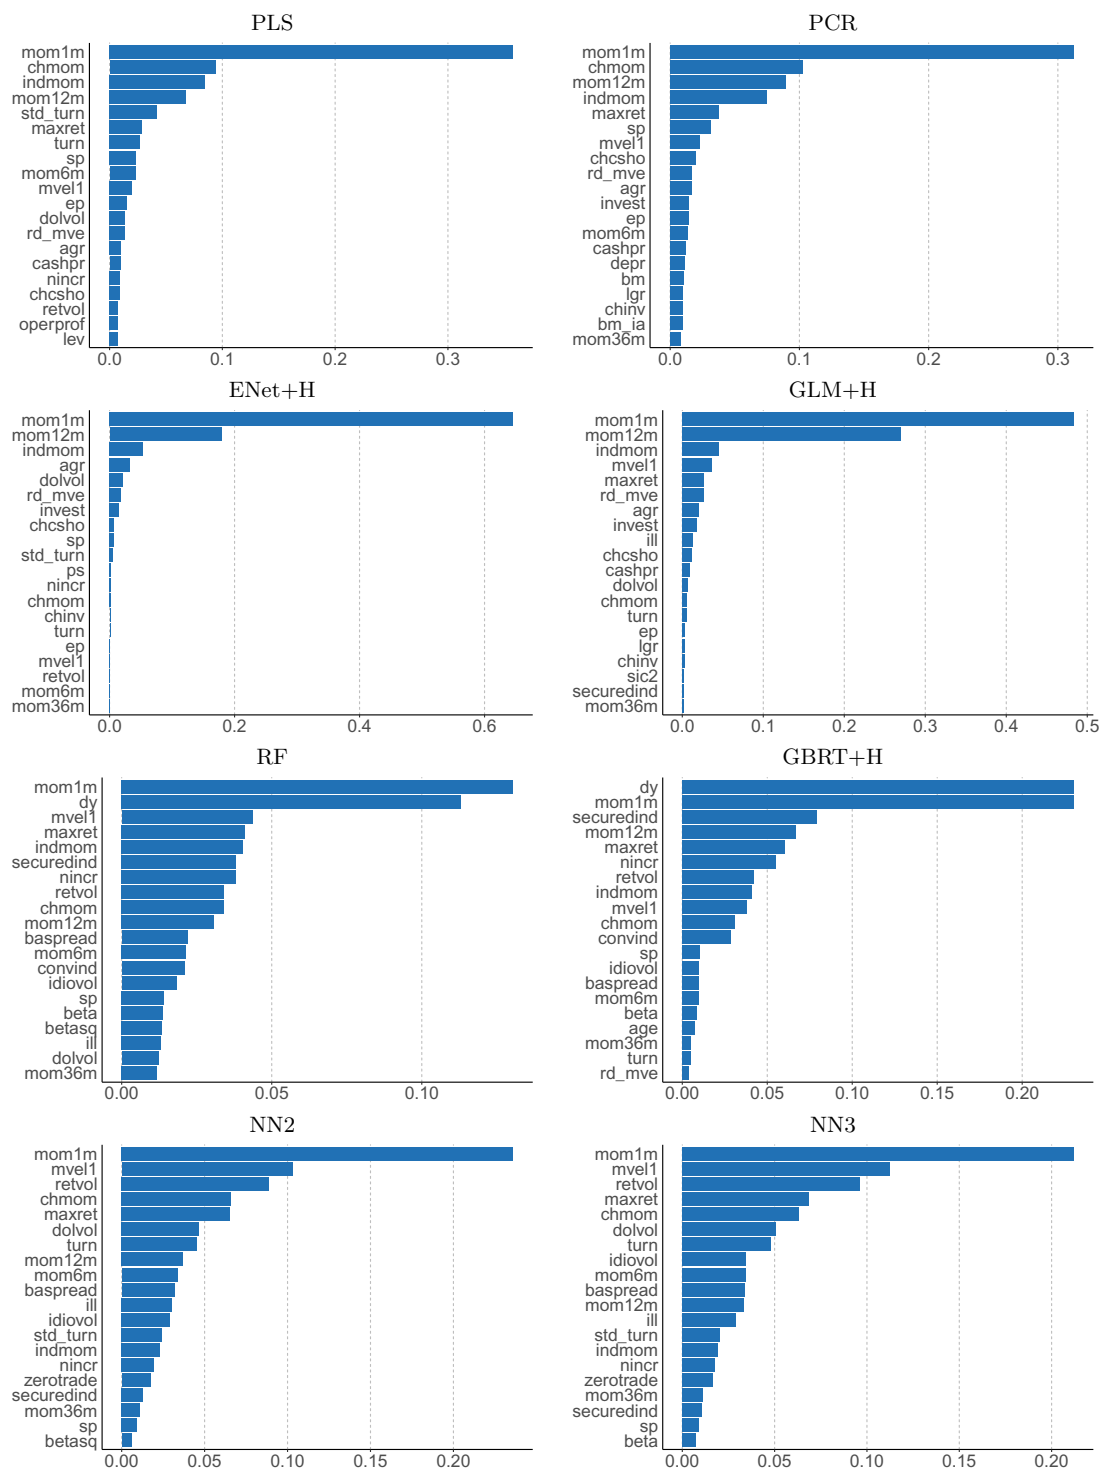 PLS
mom1m
chmom
indmom
mom12m
std_turn
maxret
turn
sp
mom6m
mvel1
ep
dolvol
rd_mve
agr
cashpr
nincr
chcsho
retvol
operprof
lev
0.0 0.1 0.2 0.3
PCR
mom1m
chmom
mom12m
indmom
maxret
sp
mvel1
chcsho
rd_mve
agr
invest
ep
mom6m
cashpr
depr
bm
lgr
chinv
bm_ia
mom36m
0.0 0.1 0.2 0.3
ENet+H
mom1m
mom12m
indmom
agr
dolvol
rd_mve
invest
chcsho
sp
std_turn
ps
nincr
chmom
chinv
turn
ep
mvel1
retvol
mom6m
mom36m
0.0 0.2 0.4 0.6
GLM+H
mom1m
mom12m
indmom
mvel1
maxret
rd_mve
agr
invest
ill
chcsho
cashpr
dolvol
chmom
turn
ep
lgr
chinv
sic2
securedind
mom36m
0.0 0.1 0.2 0.3 0.4 0.5
RF
mom1m
dy
mvel1
maxret
indmom
securedind
nincr
retvol
chmom
mom12m
baspread
mom6m
convind
idiovol
sp
beta
betasq
ill
dolvol
mom36m
0.00 0.05 0.10
GBRT+H
dy
mom1m
securedind
mom12m
maxret
nincr
retvol
indmom
mvel1
chmom
convind
sp
idiovol
baspread
mom6m
beta
age
mom36m
turn
rd_mve
0.00 0.05 0.10 0.15 0.20
NN2
mom1m
mvel1
retvol
chmom
maxret
dolvol
turn
mom12m
mom6m
baspread
ill
idiovol
std_turn
indmom
nincr
zerotrade
securedind
mom36m
sp
betasq
0.00 0.05 0.10 0.15 0.20
NN3
mom1m
mvel1
retvol
maxret
chmom
dolvol
turn
idiovol
mom6m
baspread
mom12m
ill
std_turn
indmom
nincr
zerotrade
mom36m
securedind
sp
beta
0.00 0.05 0.10 0.15 0.20